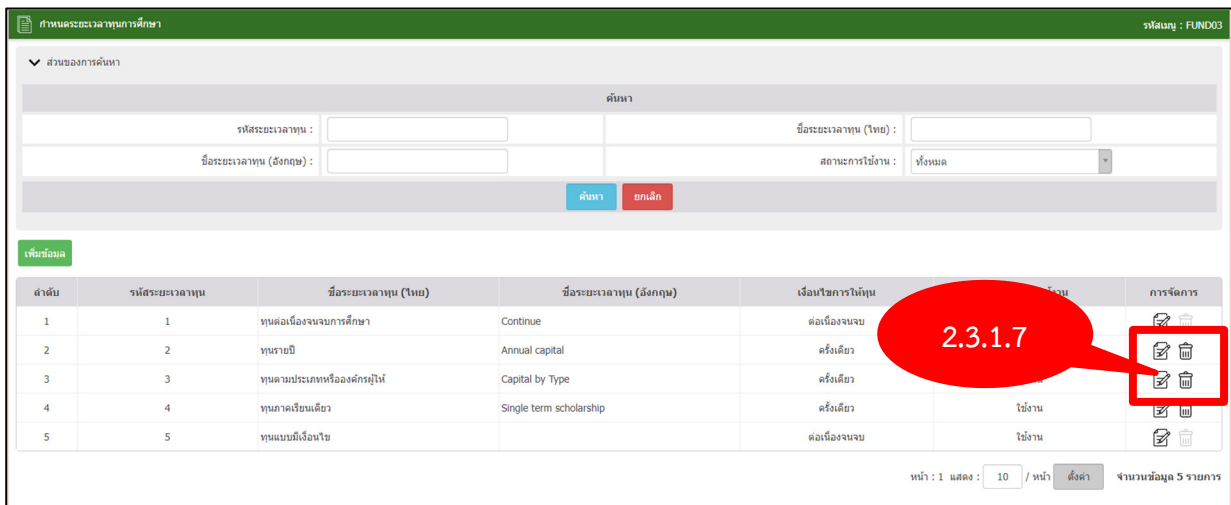 กำหนดระยะเวลาทุนการศึกษา รหัสเมนู : FUND03
ส่วนของการค้นหา
ค้นหา
รหัสระยะเวลาทุน : ชื่อระยะเวลาทุน (ไทย) :
ชื่อระยะเวลาทุน (อังกฤษ) : สถานะการใช้งาน : ทั้งหมด
ค้นหา ยกเลิก
เพิ่มข้อมูล
ลำดับ รหัสระยะเวลาทุน ชื่อระยะเวลาทุน (ไทย) ชื่อระยะเวลาทุน (อังกฤษ) เงื่อนไขการให้ทุน การจัดการ
1 1 ทุนต่อเนื่องจนจบการศึกษา Continue ต่อเนื่องจนจบ
2.3.1.7
2 2 ทุนรายปี Annual capital ครั้งเดียว
3 3 ทุนตามประเภทหรือองค์กรผู้ให้ Capital by Type ครั้งเดียว
4 4 ทุนภาคเรียนเดียว Single term scholarship ครั้งเดียว ใช้งาน
5 5 ทุนแบบมีเงื่อนไข ต่อเนื่องจนจบ ใช้งาน
หน้า : 1 แสดง : 10 / หน้า ตั้งค่า จำนวนข้อมูล 5 รายการ